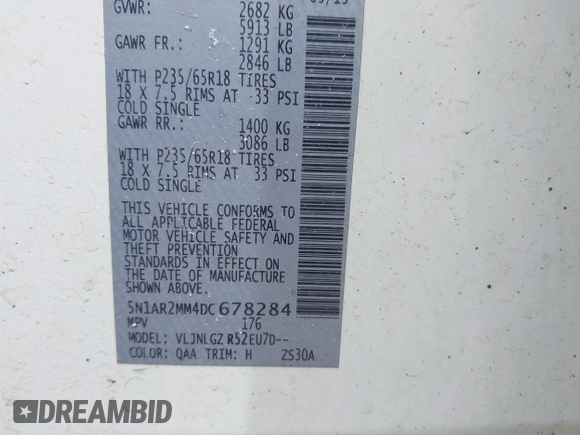 GVWR: 2682 KG
5913 LB
GAWR FR.: 1291 KG
2846 LB
WITH P235/65R18 TIRES
18 X 7.5 RIMS AT 33 PSI
COLD SINGLE
GAWR RR.: 1400 KG
3086 LB
WITH P235/65R18 TIRES
18 X 7.5 RIMS AT 33 PSI
COLD SINGLE
THIS VEHICLE CONFORMS TO
ALL APPLICABLE FEDERAL
MOTOR VEHICLE SAFETY AND
THEFT PREVENTION
STANDARDS IN EFFECT ON
THE DATE OF MANUFACTURE
SHOWN ABOVE.
5N1AR2MM4DC678284
MPV 176
MODEL: VLJNLGZ R52EU7D--
COLOR: QAA TRIM: H ZS30A
DREAMBID